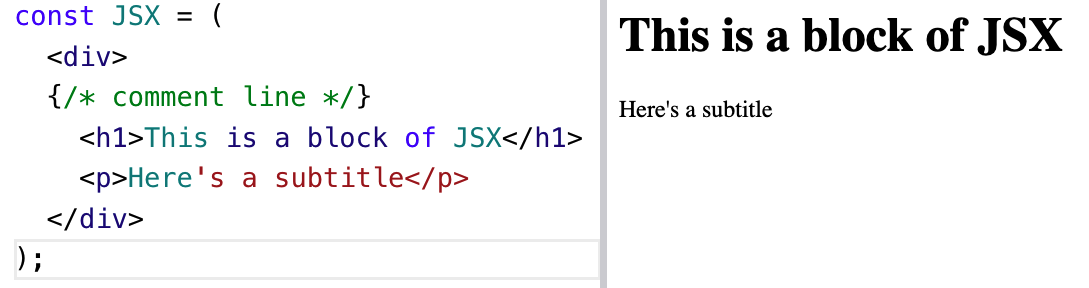 const JSX = (
  <div>
  {/* comment line */}
    <h1>This is a block of JSX</h1>
    <p>Here's a subtitle</p>
  </div>
);
This is a block of JSX
Here's a subtitle